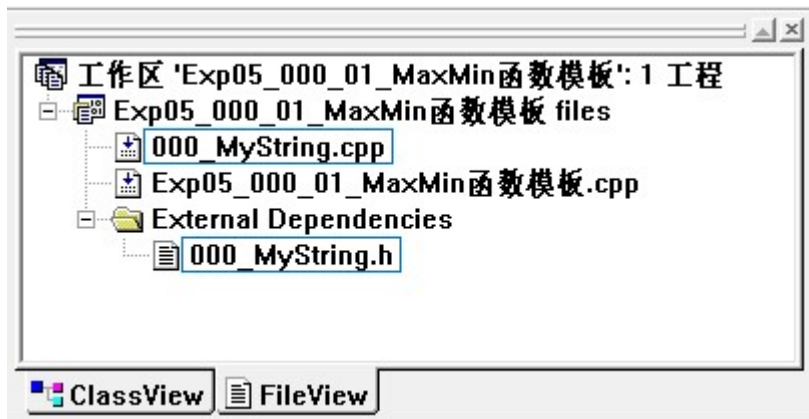 工作区 'Exp05_000_01_MaxMin函数模板': 1 工程
Exp05_000_01_MaxMin函数模板 files
000_MyString.cpp
Exp05_000_01_MaxMin函数模板.cpp
External Dependencies
000_MyString.h
ClassView FileView